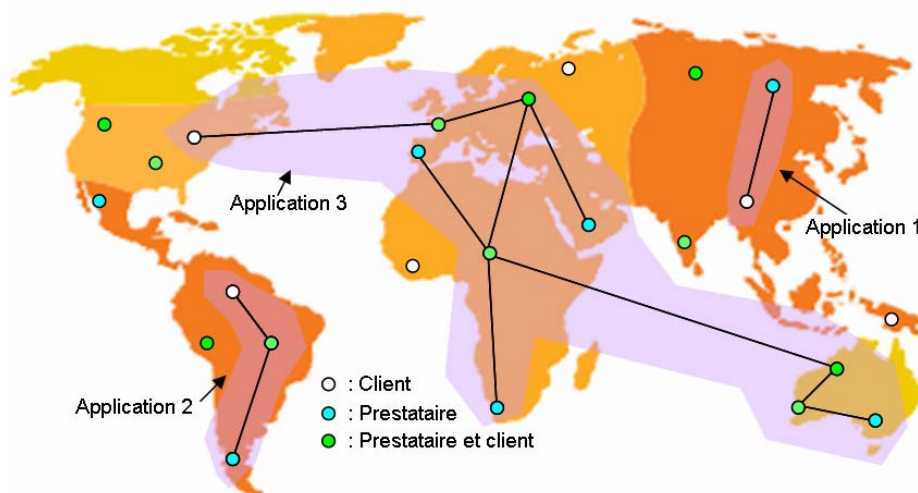 Application 3
Application 1
Application 2
: Client
: Prestataire
: Prestataire et client